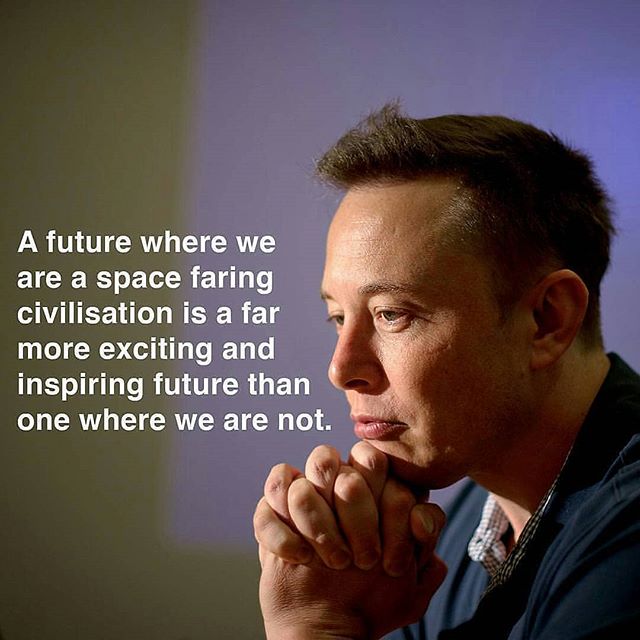 A future where we
are a space faring
civilisation is a far
more exciting and
inspiring future than
one where we are not.